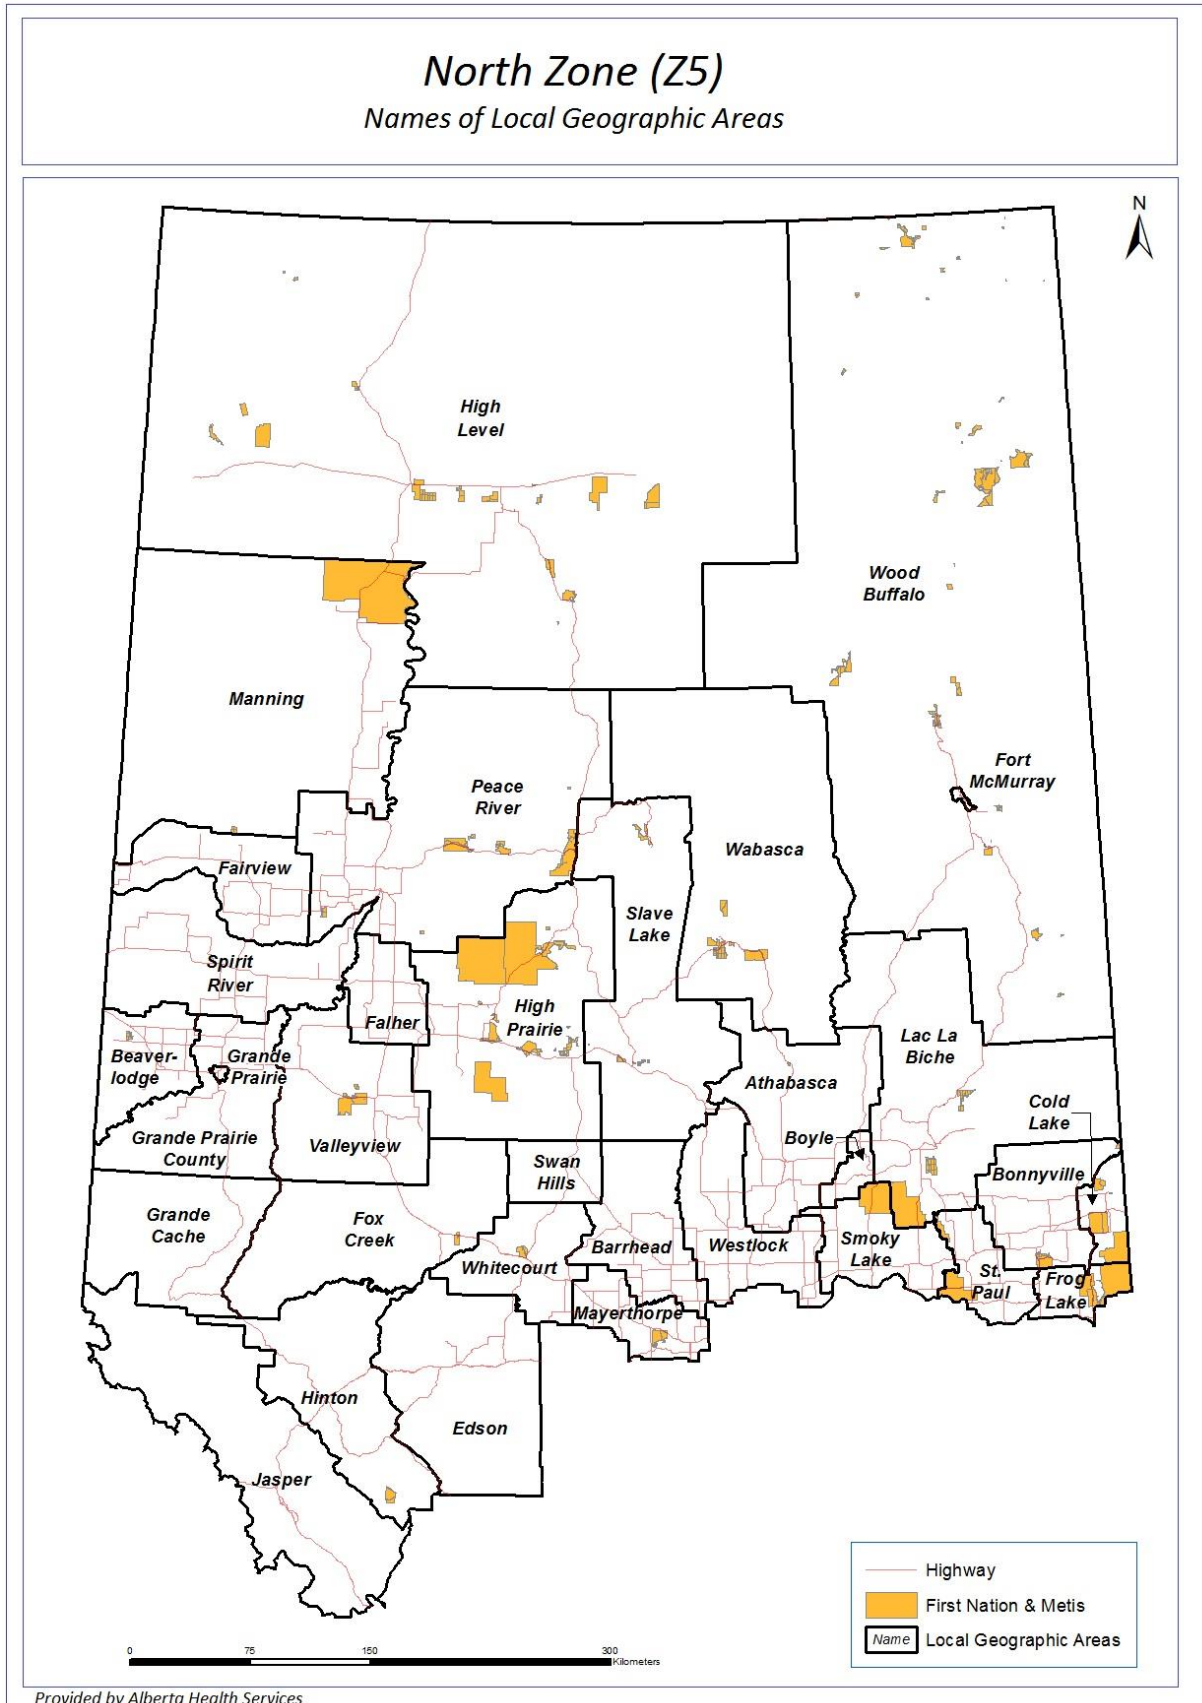 North Zone (Z5)
Names of Local Geographic Areas
N
High
Level
Wood
Buffalo
Manning
Fort
McMurray
Peace
River
Wabasca
Fairview
Slave
Lake
Spirit
River
High
Prairie
Falher
Lac La
Biche
Beaver-
lodge
Grande
Prairie
Athabasca
Cold
Lake
Grande Prairie
County
Valleyview
Boyle
Swan
Hills
Bonnyville
Grande
Cache
Fox
Creek
Barrhead
Westlock
Smoky
Lake
Whitecourt
St.
Paul
Frog
Lake
Mayerthorpe
Hinton
Edson
Jasper
Highway
First Nation & Metis
Name Local Geographic Areas
0 75 150 300
Kilometers
Provided by Alberta Health Services